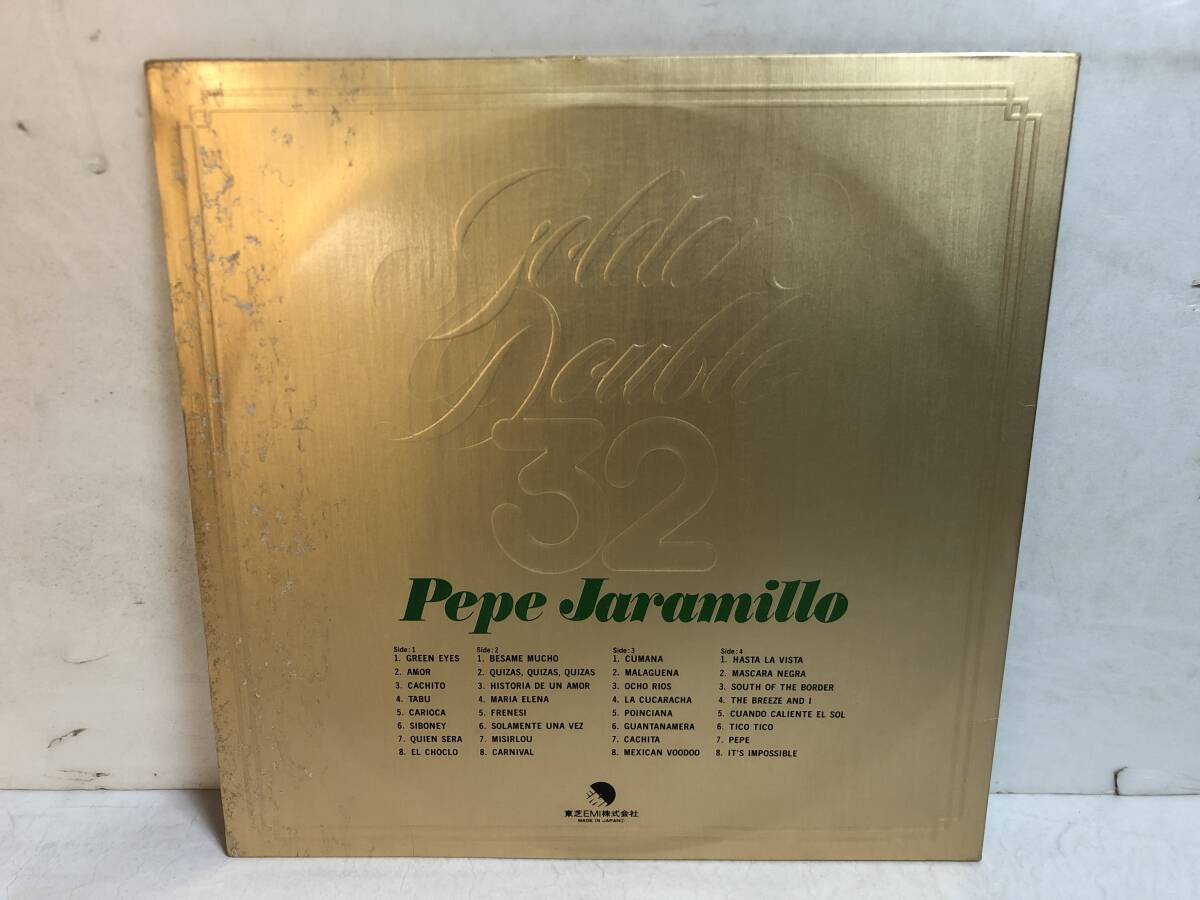 Golden
Double
32
Pepe Jaramillo
Side: 1
1. GREEN EYES
2. AMOR
3. CACHITO
4. TABU
5. CARIOCA
6. SIBONEY
7. QUIEN SERA
8. EL CHOCLO
Side: 2
1. BESAME MUCHO
2. QUIZAS, QUIZAS, QUIZAS
3. HISTORIA DE UN AMOR
4. MARIA ELENA
5. FRENESI
6. SOLAMENTE UNA VEZ
7. MISIRLOU
8. CARNIVAL
Side: 3
1. CUMANA
2. MALAGUENA
3. OCHO RIOS
4. LA CUCARACHA
5. POINCIANA
6. GUANTANAMERA
7. CACHITA
8. MEXICAN VOODOO
Side: 4
1. HASTA LA VISTA
2. MASCARA NEGRA
3. SOUTH OF THE BORDER
4. THE BREEZE AND I
5. CUANDO CALIENTE EL SOL
6. TICO TICO
7. PEPE
8. IT'S IMPOSSIBLE
東芝EMI株式会社
MADE IN JAPAN